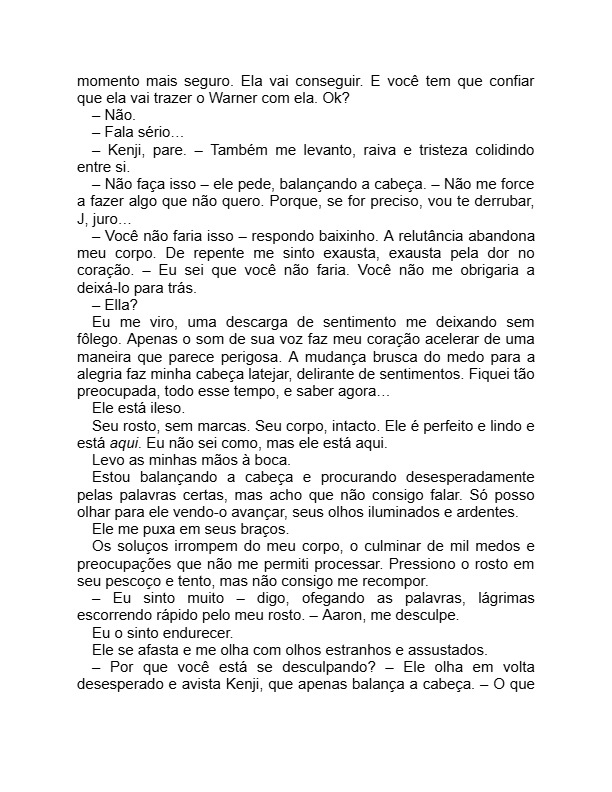 momento mais seguro. Ela vai conseguir. E você tem que confiar
que ela vai trazer o Warner com ela. Ok?
– Não.
– Fala sério…
– Kenji, pare. – Também me levanto, raiva e tristeza colidindo
entre si.
– Não faça isso – ele pede, balançando a cabeça. – Não me force
a fazer algo que não quero. Porque, se for preciso, vou te derrubar,
J, juro…
– Você não faria isso – respondo baixinho. A relutância abandona
meu corpo. De repente me sinto exausta, exausta pela dor no
coração. – Eu sei que você não faria. Você não me obrigaria a
deixá-lo para trás.
– Ella?
Eu me viro, uma descarga de sentimento me deixando sem
fôlego. Apenas o som de sua voz faz meu coração acelerar de uma
maneira que parece perigosa. A mudança brusca do medo para a
alegria faz minha cabeça latejar, delirante de sentimentos. Fiquei tão
preocupada, todo esse tempo, e saber agora…
Ele está ileso.
Seu rosto, sem marcas. Seu corpo, intacto. Ele é perfeito e lindo e
está aqui. Eu não sei como, mas ele está aqui.
Levo as minhas mãos à boca.
Estou balançando a cabeça e procurando desesperadamente
pelas palavras certas, mas acho que não consigo falar. Só posso
olhar para ele vendo-o avançar, seus olhos iluminados e ardentes.
Ele me puxa em seus braços.
Os soluços irrompem do meu corpo, o culminar de mil medos e
preocupações que não me permiti processar. Pressiono o rosto em
seu pescoço e tento, mas não consigo me recompor.
– Eu sinto muito – digo, ofegando as palavras, lágrimas
escorrendo rápido pelo meu rosto. – Aaron, me desculpe.
Eu o sinto endurecer.
Ele se afasta e me olha com olhos estranhos e assustados.
– Por que você está se desculpando? – Ele olha em volta
desesperado e avista Kenji, que apenas balança a cabeça. – O que